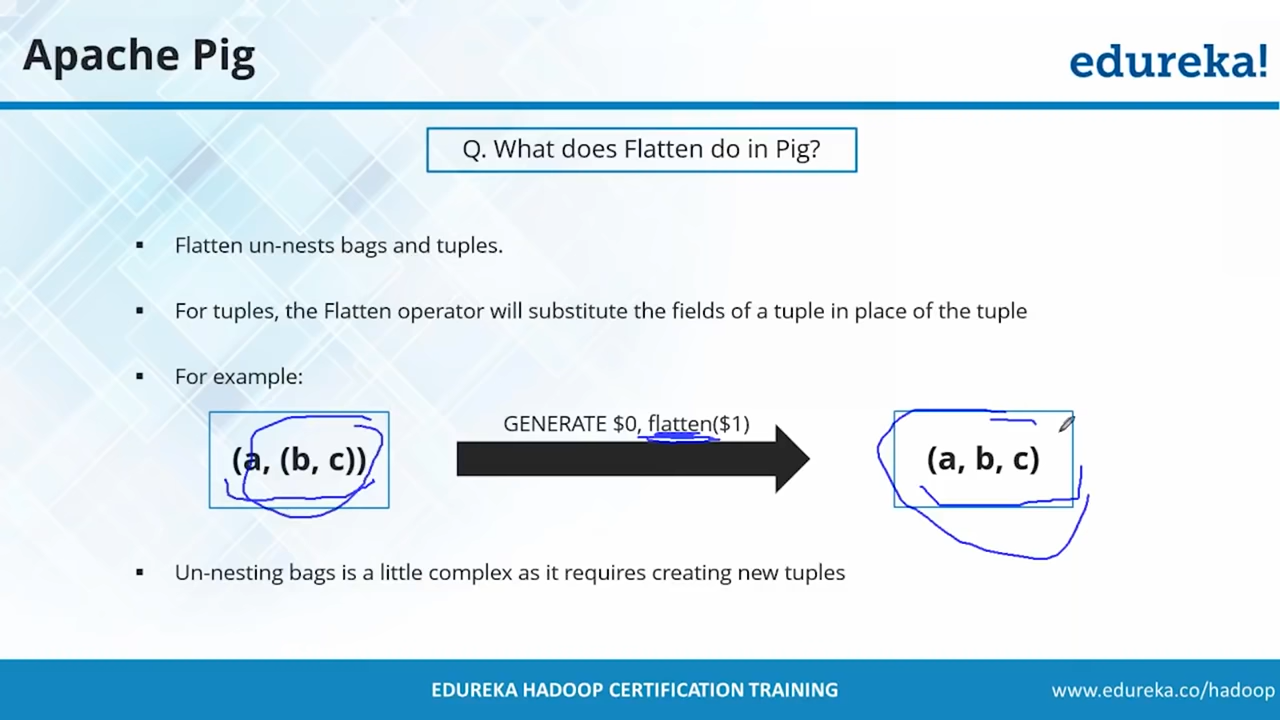 Apache Pig
edureka!
Q. What does Flatten do in Pig?
▪ Flatten un-nests bags and tuples.
▪ For tuples, the Flatten operator will substitute the fields of a tuple in place of the tuple
▪ For example:
GENERATE $0, flatten($1)
(a, (b, c))
(a, b, c)
▪ Un-nesting bags is a little complex as it requires creating new tuples
EDUREKA HADOOP CERTIFICATION TRAINING
www.edureka.co/hadoop